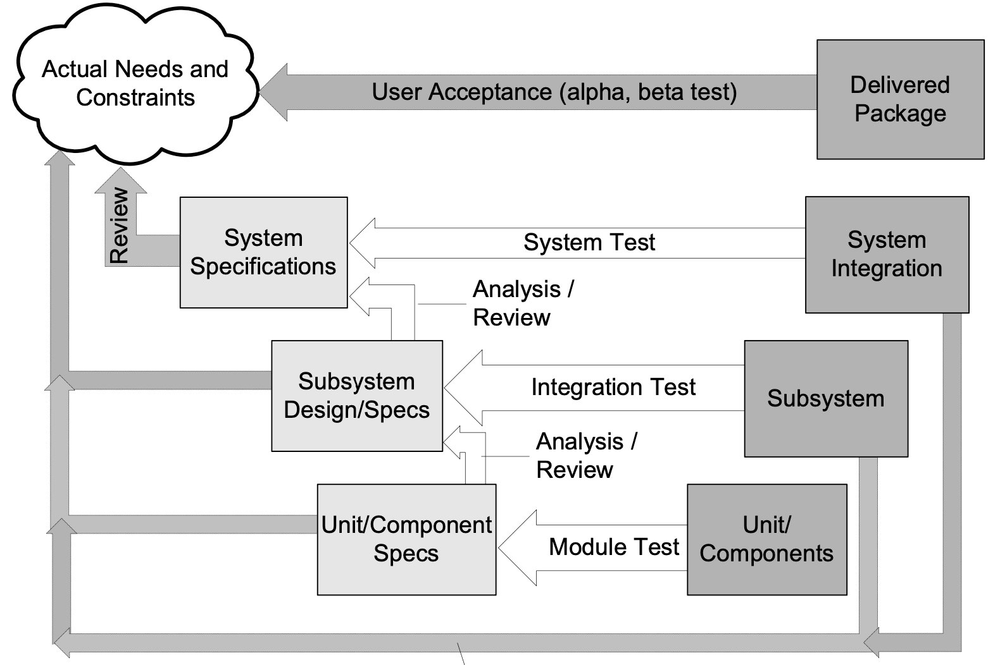 Actual Needs and
Constraints
User Acceptance (alpha, beta test)
Delivered
Package
Review
System
Specifications
System Test
System
Integration
Analysis /
Review
Subsystem
Design/Specs
Integration Test
Subsystem
Analysis /
Review
Unit/Component
Specs
Module Test
Unit/
Components